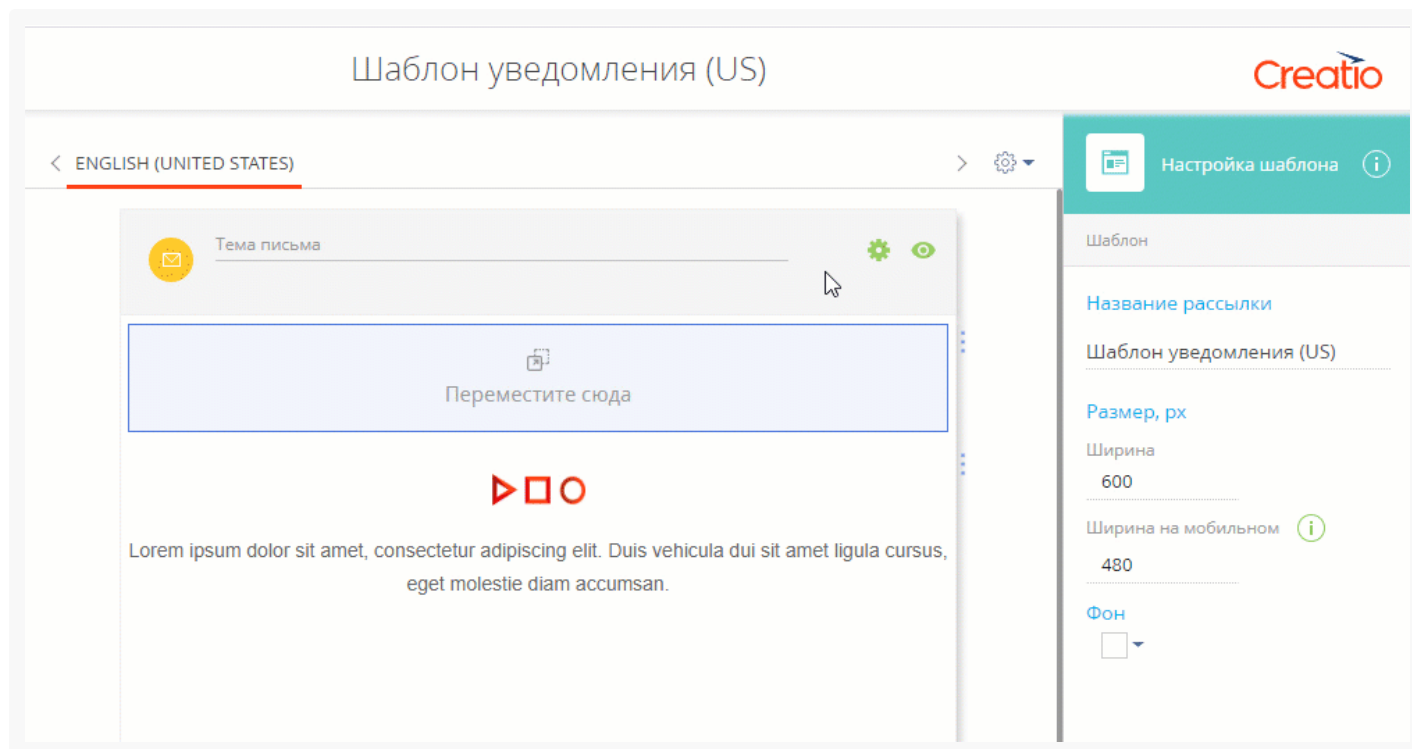 Шаблон уведомления (US)
Creatio
ENGLISH (UNITED STATES)
Тема письма
Переместите сюда
Lorem ipsum dolor sit amet, consectetur adipiscing elit. Duis vehicula dui sit amet ligula cursus,
eget molestie diam accumsan.
Настройка шаблона
Шаблон
Название рассылки
Шаблон уведомления (US)
Размер, px
Ширина
600
Ширина на мобильном
480
Фон